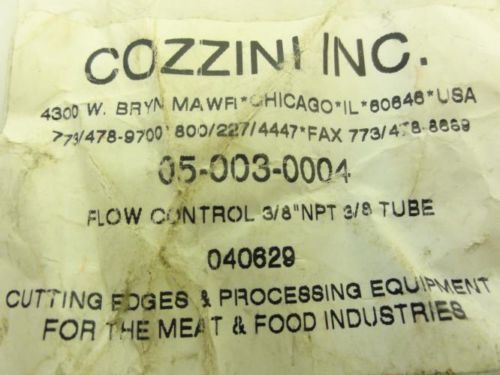 COZZINI INC.
4300 W. BRYN MAWR*CHICAGO*IL*60646*USA
773/478-9700*800/227/4447*FAX 773/478-8669
05-003-0004
FLOW CONTROL 3/8"NPT 3/8 TUBE
040629
CUTTING EDGES & PROCESSING EQUIPMENT
FOR THE MEAT & FOOD INDUSTRIES